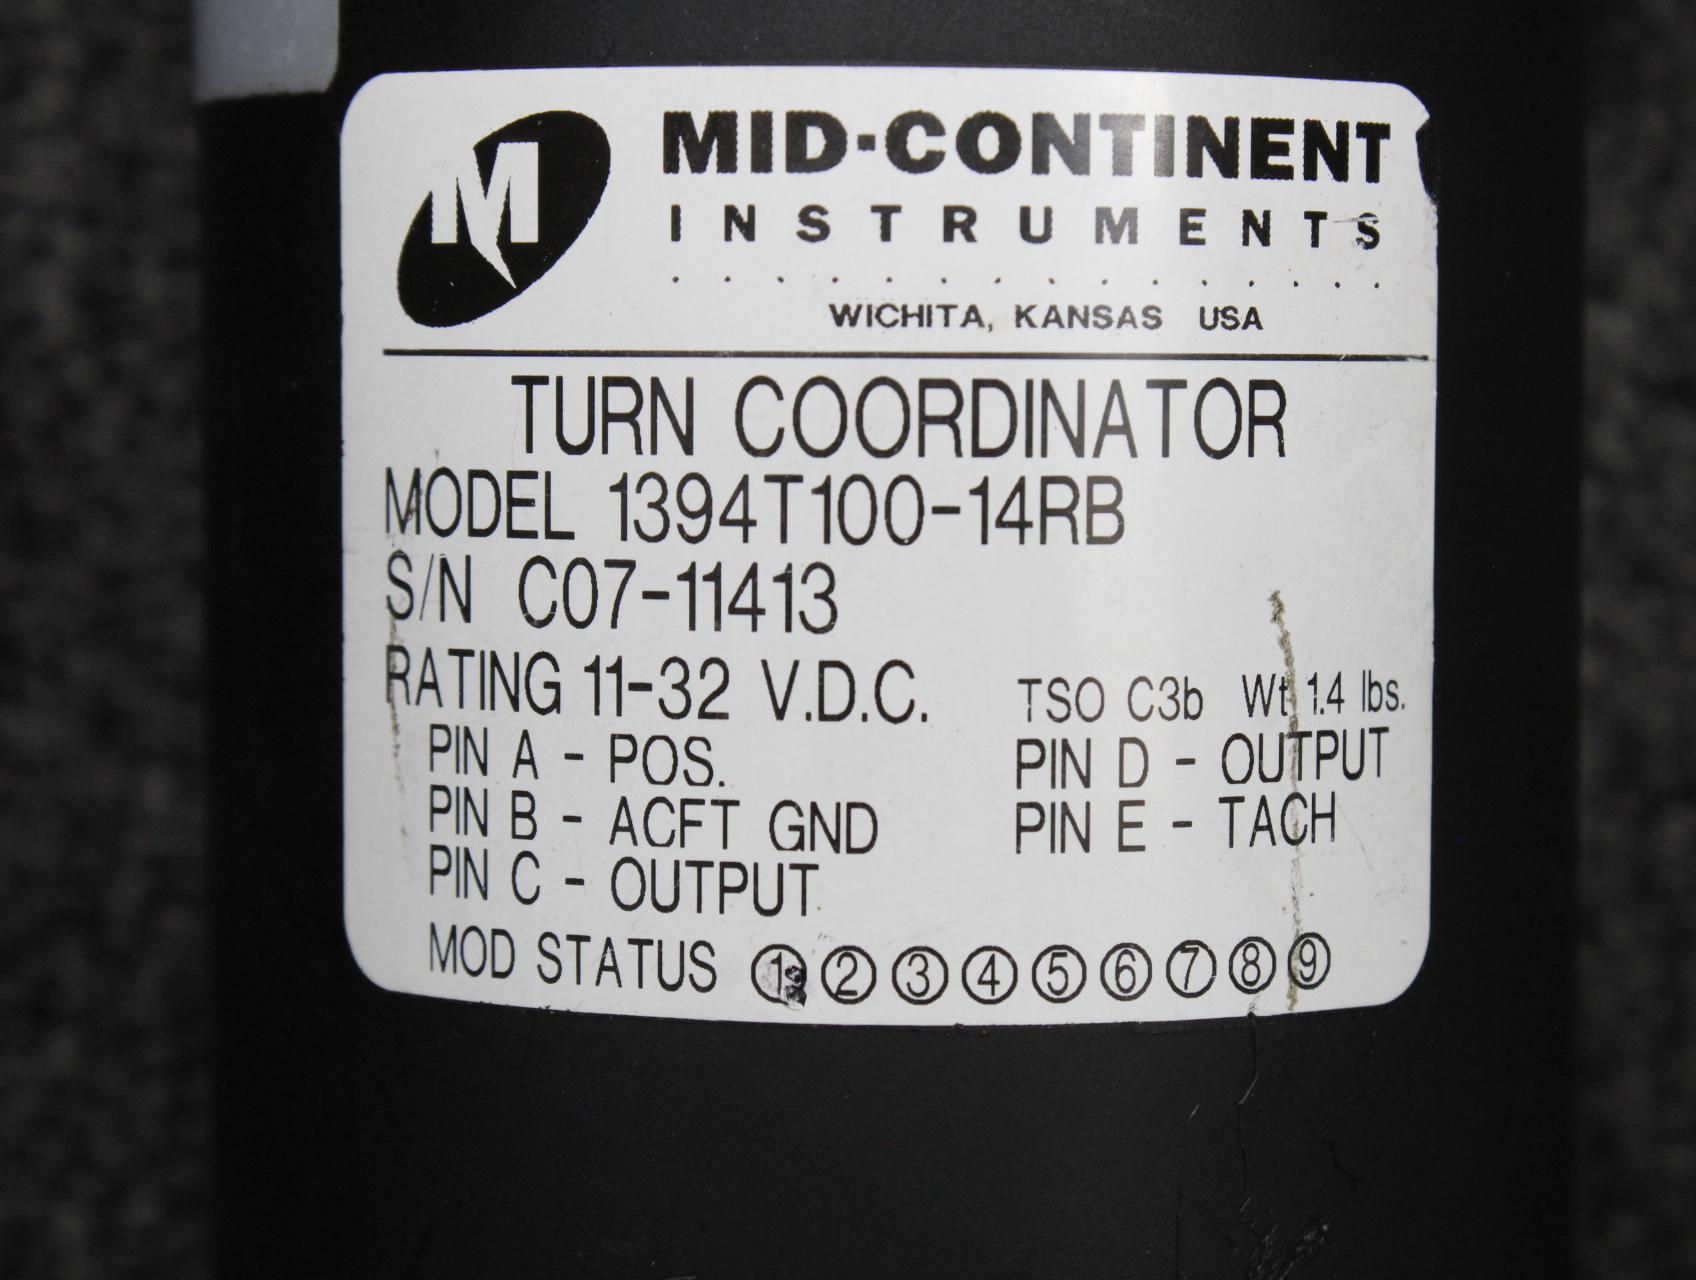 M
MID-CONTINENT
INSTRUMENTS
WICHITA, KANSAS USA
TURN COORDINATOR
MODEL 1394T100-14RB
S/N C07-11413
RATING 11-32 V.D.C. TSO C3b Wt 1.4 lbs.
PIN A - POS. PIN D - OUTPUT
PIN B - ACFT GND PIN E - TACH
PIN C - OUTPUT
MOD STATUS ① ② ③ ④ ⑤ ⑥ ⑦ ⑧ ⑨